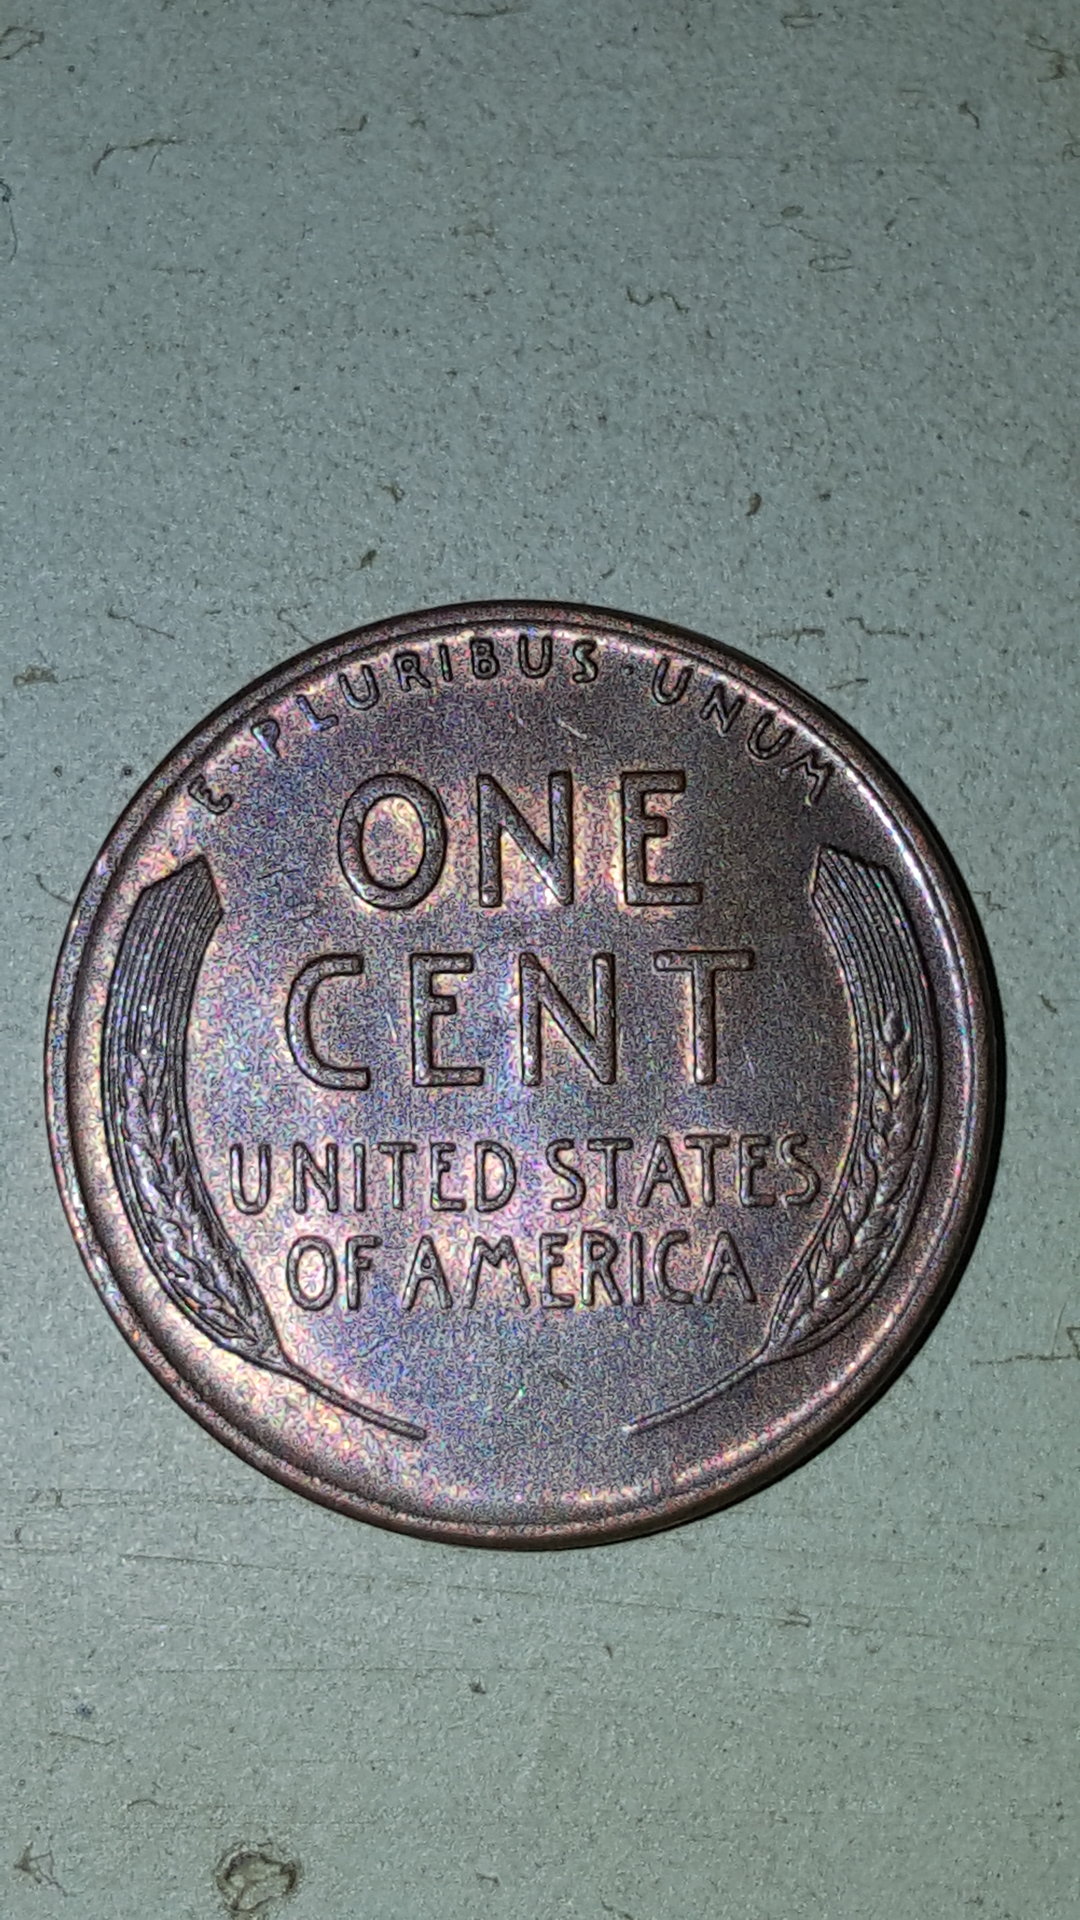 E·PLURIBUS·UNUM
ONE
CENT
UNITED STATES
OF AMERICA